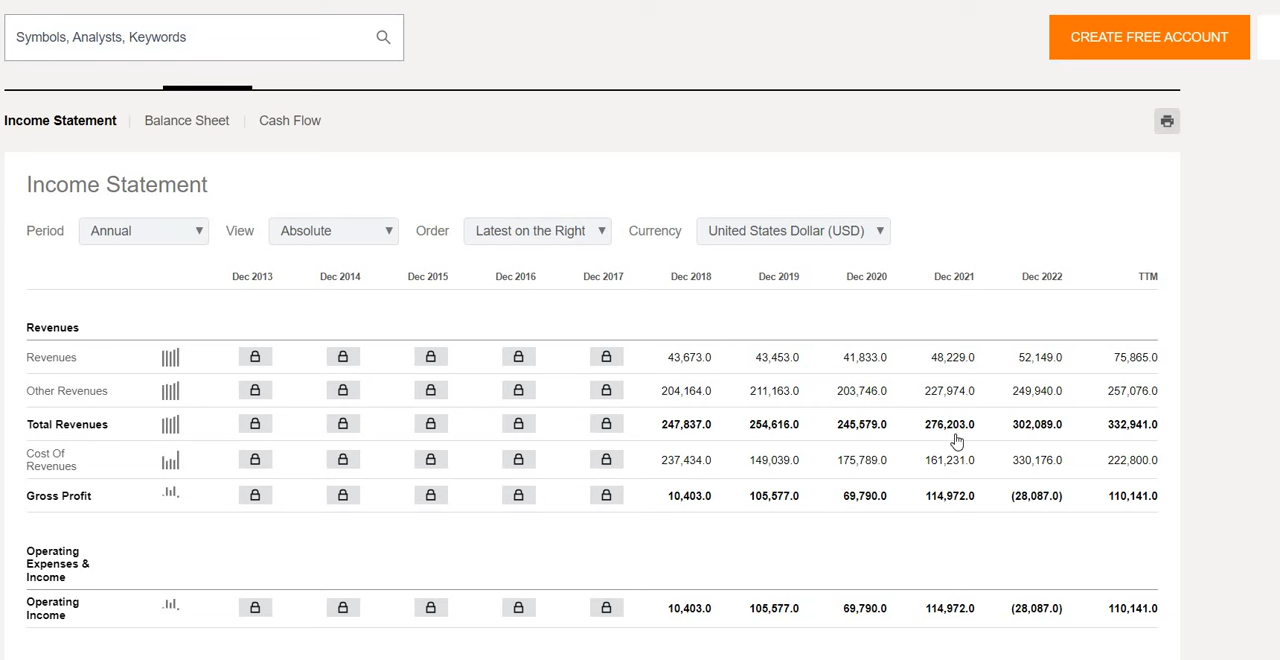 Symbols, Analysts, Keywords
CREATE FREE ACCOUNT
Income Statement Balance Sheet Cash Flow
Income Statement
Period Annual View Absolute Order Latest on the Right Currency United States Dollar (USD)
Dec 2013 Dec 2014 Dec 2015 Dec 2016 Dec 2017 Dec 2018 Dec 2019 Dec 2020 Dec 2021 Dec 2022 TTM
Revenues
Revenues 43,673.0 43,453.0 41,833.0 48,229.0 52,149.0 75,865.0
Other Revenues 204,164.0 211,163.0 203,746.0 227,974.0 249,940.0 257,076.0
Total Revenues 247,837.0 254,616.0 245,579.0 276,203.0 302,089.0 332,941.0
Cost Of
Revenues 237,434.0 149,039.0 175,789.0 161,231.0 330,176.0 222,800.0
Gross Profit 10,403.0 105,577.0 69,790.0 114,972.0 (28,087.0) 110,141.0
Operating
Expenses &
Income
Operating
Income 10,403.0 105,577.0 69,790.0 114,972.0 (28,087.0) 110,141.0